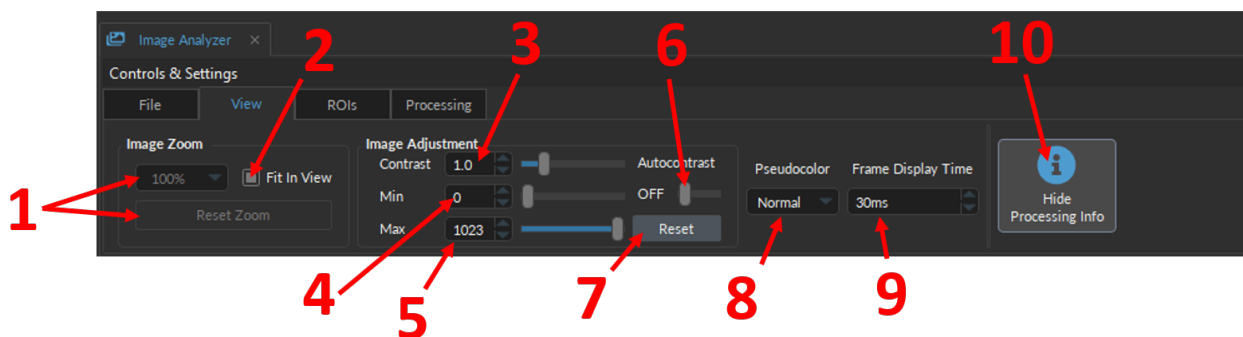 Image Analyzer ×
Controls & Settings
File View ROIs Processing
Image Zoom
100% Fit In View
Reset Zoom
Image Adjustment
Contrast 1.0 Autocontrast
Min 0 OFF
Max 1023 Reset
Pseudocolor Frame Display Time
Normal 30ms
Hide
Processing Info
1
2
3
4
5
6
7
8
9
10